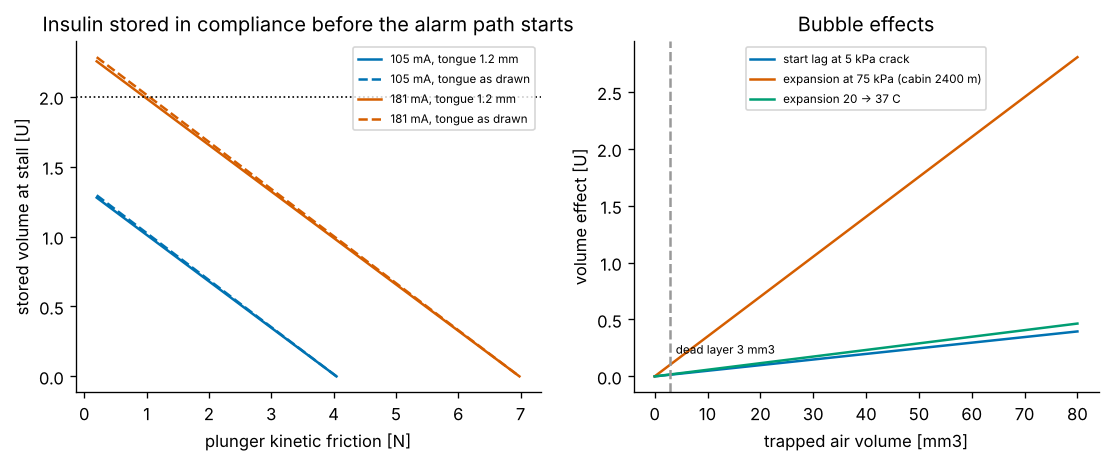 Insulin stored in compliance before the alarm path starts
stored volume at stall [U]
2.0
1.5
1.0
0.5
0.0
105 mA, tongue 1.2 mm
105 mA, tongue as drawn
181 mA, tongue 1.2 mm
181 mA, tongue as drawn
0 1 2 3 4 5 6 7
plunger kinetic friction [N]
Bubble effects
volume effect [U]
2.5
2.0
1.5
1.0
0.5
0.0
start lag at 5 kPa crack
expansion at 75 kPa (cabin 2400 m)
expansion 20 → 37 C
dead layer 3 mm3
0 10 20 30 40 50 60 70 80
trapped air volume [mm3]